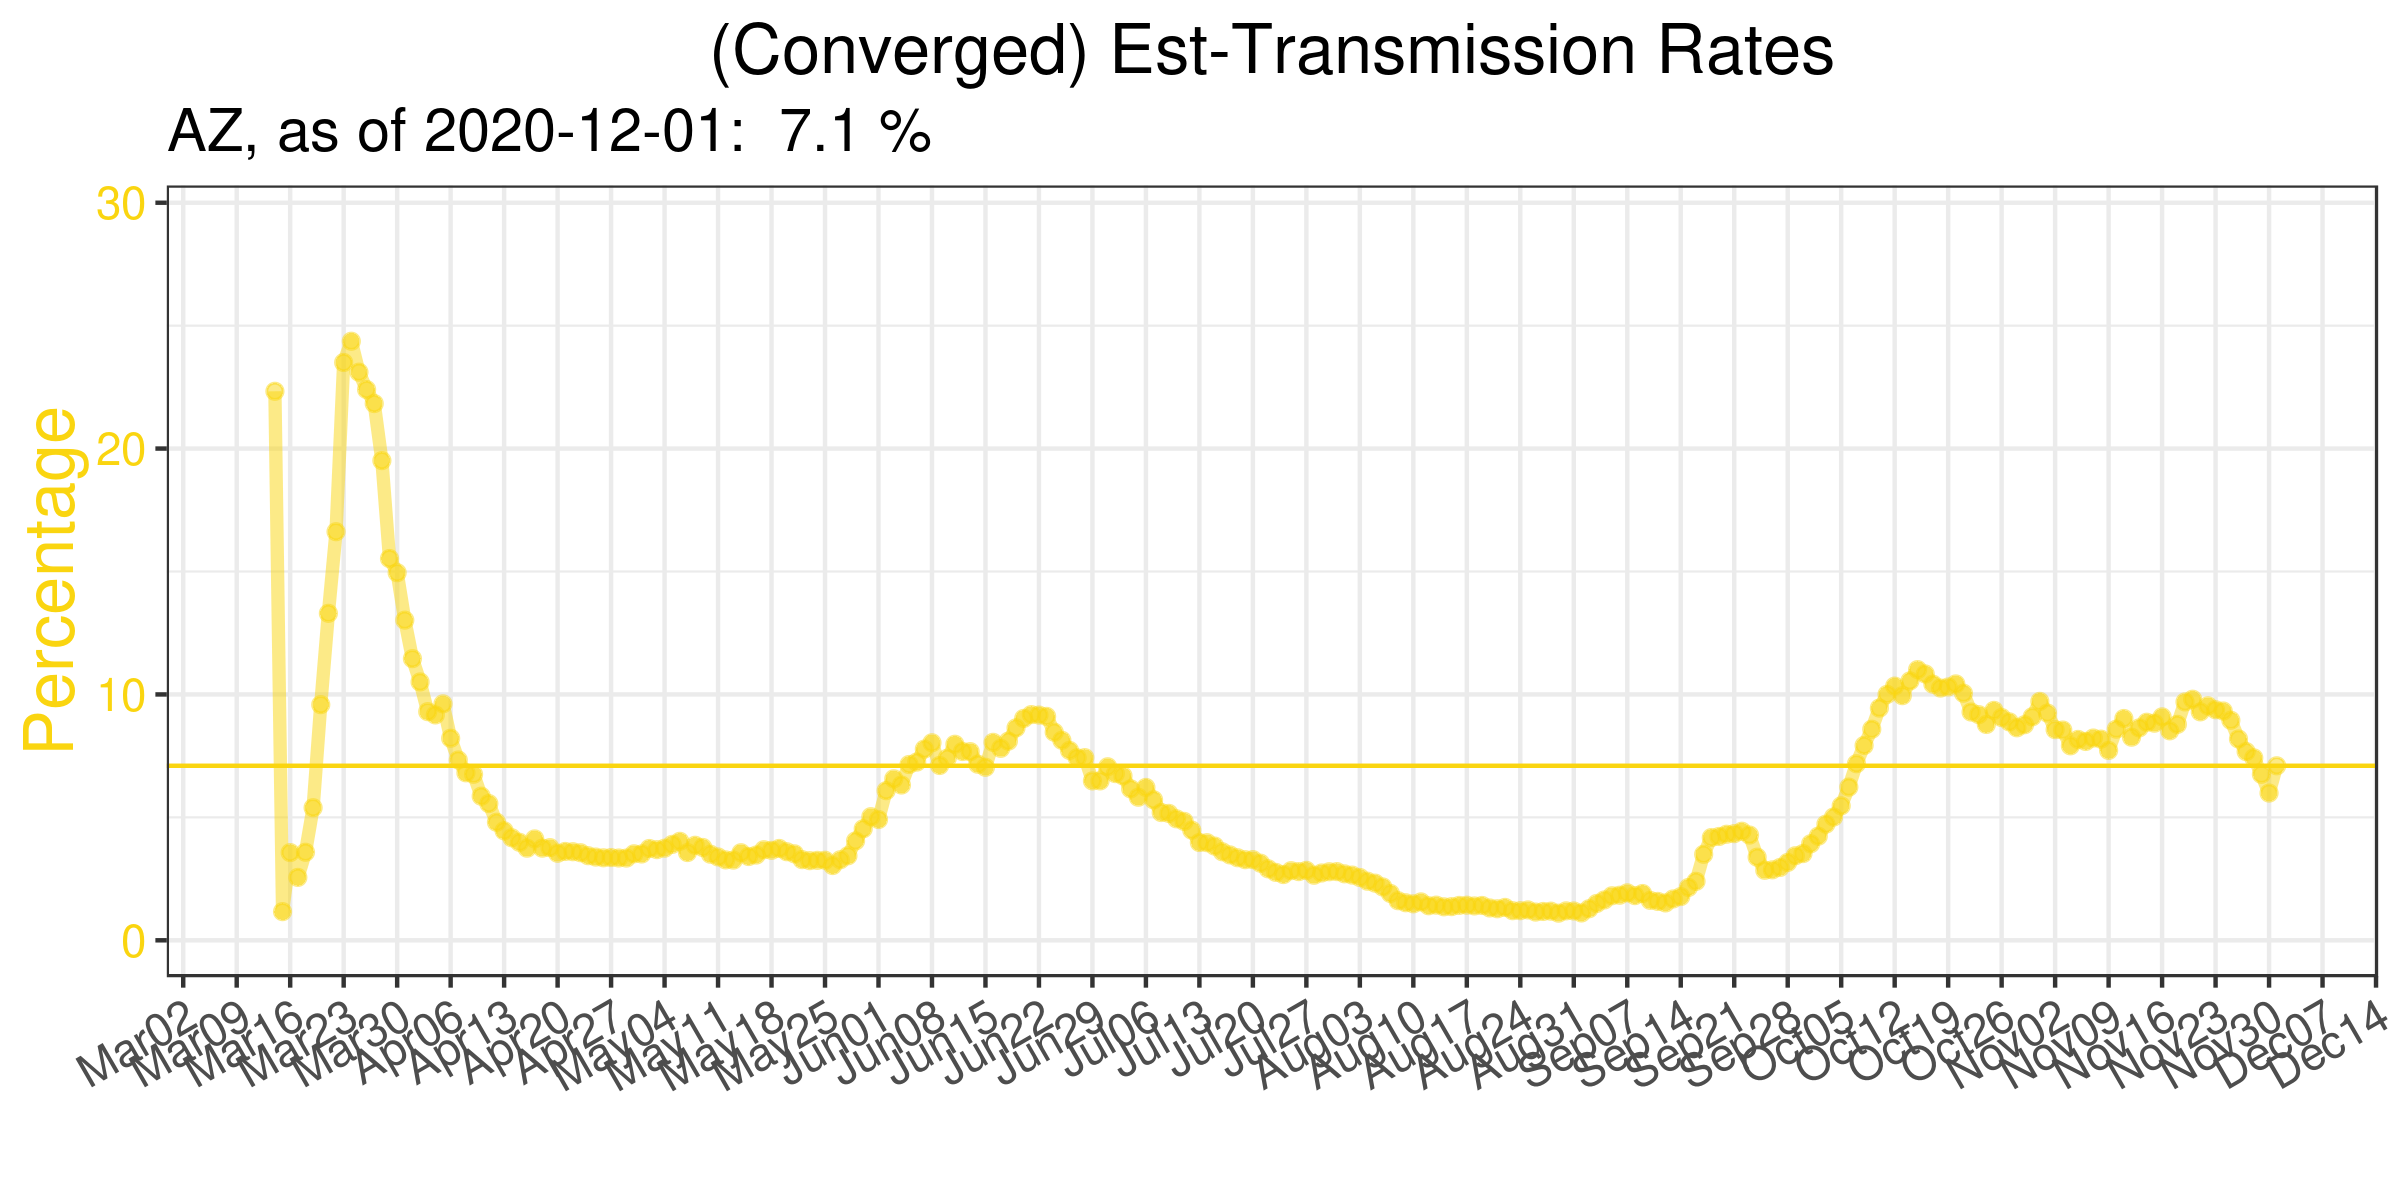 (Converged) Est-Transmission Rates
AZ, as of 2020-12-01:  7.1 %
Percentage
30
20
10
0
Mar02
Mar09
Mar16
Mar23
Mar30
Apr06
Apr13
Apr20
Apr27
May04
May11
May18
May25
Jun01
Jun08
Jun15
Jun22
Jun29
Jul06
Jul13
Jul20
Jul27
Aug03
Aug10
Aug17
Aug24
Aug31
Sep07
Sep14
Sep21
Sep28
Oct05
Oct12
Oct19
Oct26
Nov02
Nov09
Nov16
Nov23
Nov30
Dec07
Dec14